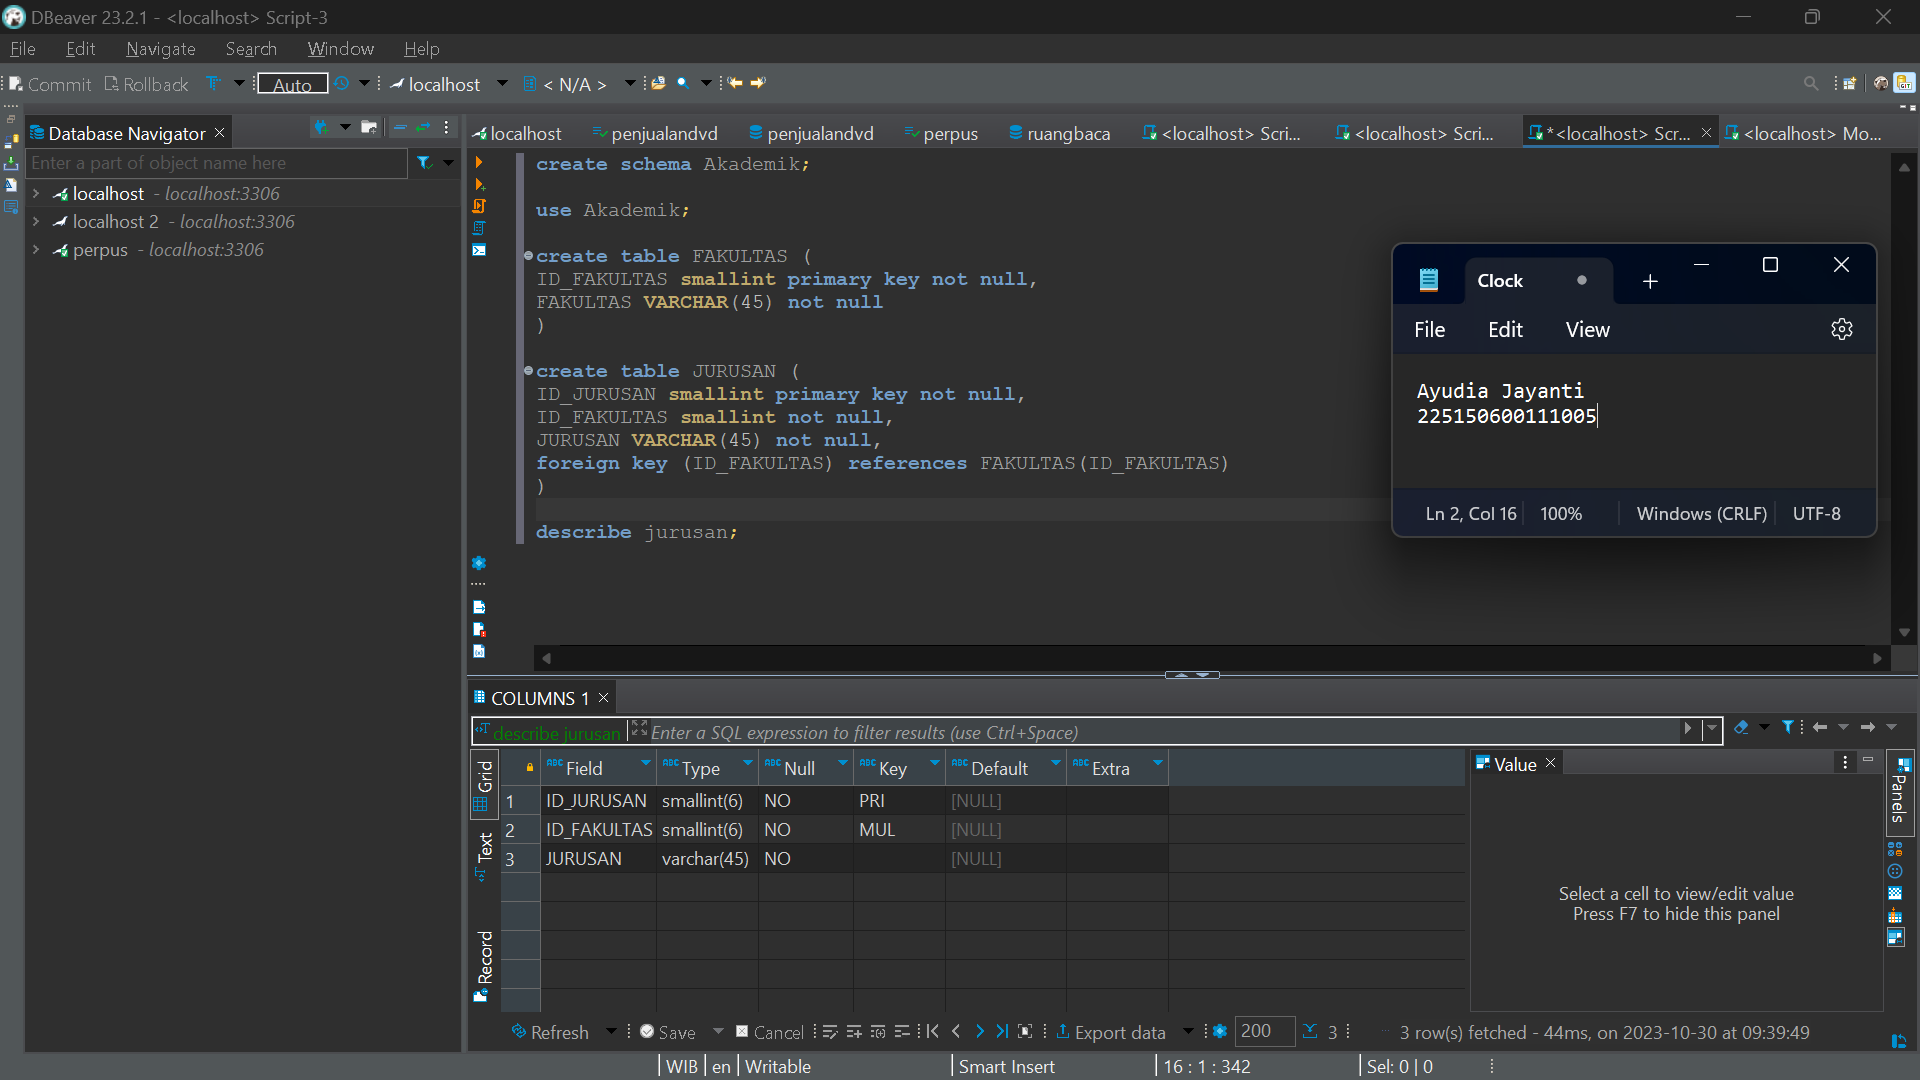 DBeaver 23.2.1 - <localhost> Script-3
File Edit Navigate Search Window Help
Commit Rollback Auto localhost < N/A >
Database Navigator
Enter a part of object name here
localhost - localhost:3306
localhost 2 - localhost:3306
perpus - localhost:3306
localhost penjualandvd penjualandvd perpus ruangbaca <localhost> Scri... <localhost> Scri... *<localhost> Scr... <localhost> Mo...
create schema Akademik;
use Akademik;
create table FAKULTAS (
ID_FAKULTAS smallint primary key not null,
FAKULTAS VARCHAR(45) not null
)
create table JURUSAN (
ID_JURUSAN smallint primary key not null,
ID_FAKULTAS smallint not null,
JURUSAN VARCHAR(45) not null,
foreign key (ID_FAKULTAS) references FAKULTAS(ID_FAKULTAS)
)
describe jurusan;
Clock
File Edit View
Ayudia Jayanti
225150600111005
Ln 2, Col 16 100% Windows (CRLF) UTF-8
COLUMNS 1
describe jurusan Enter a SQL expression to filter results (use Ctrl+Space)
Grid
Text
Record
Field Type Null Key Default Extra
1 ID_JURUSAN smallint(6) NO PRI [NULL]
2 ID_FAKULTAS smallint(6) NO MUL [NULL]
3 JURUSAN varchar(45) NO [NULL]
Value
Select a cell to view/edit value
Press F7 to hide this panel
Panels
Refresh Save Cancel Export data 200 3 3 row(s) fetched - 44ms, on 2023-10-30 at 09:39:49
WIB en Writable Smart Insert 16 : 1 : 342 Sel: 0 | 0